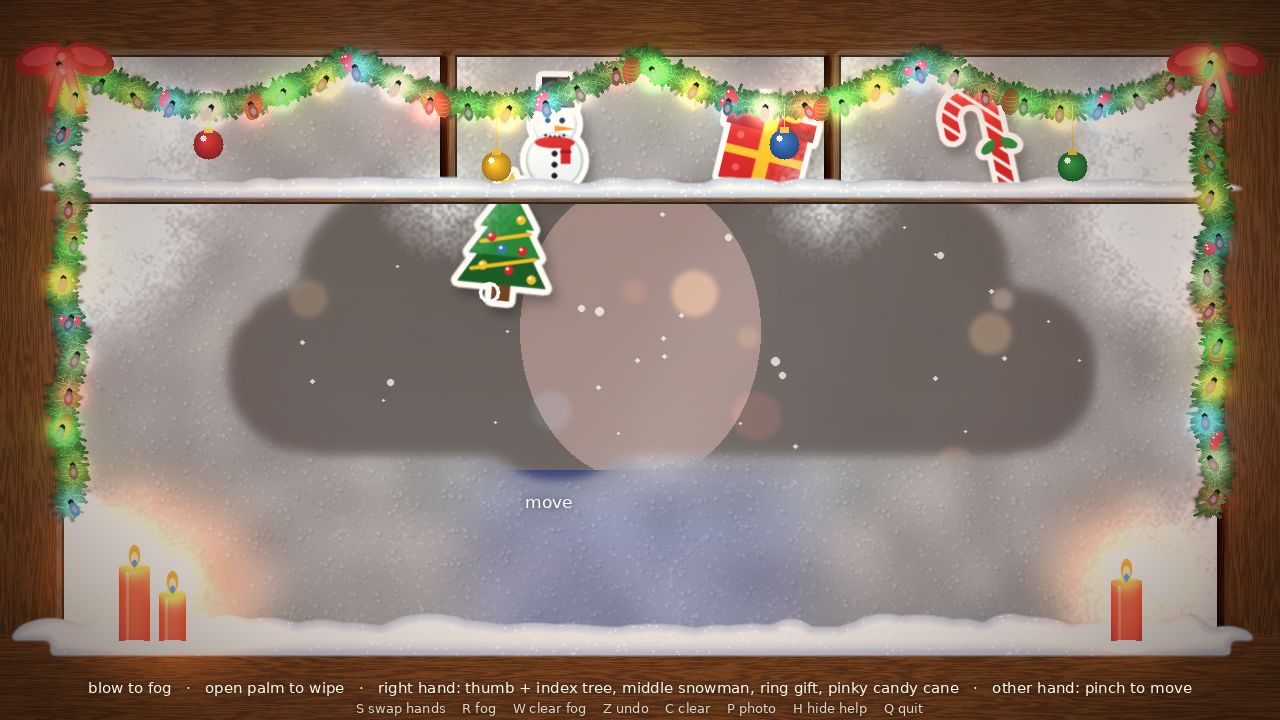 move
blow to fog · open palm to wipe · right hand: thumb + index tree, middle snowman, ring gift, pinky candy cane · other hand: pinch to move
S swap hands R fog W clear fog Z undo C clear P photo H hide help Q quit